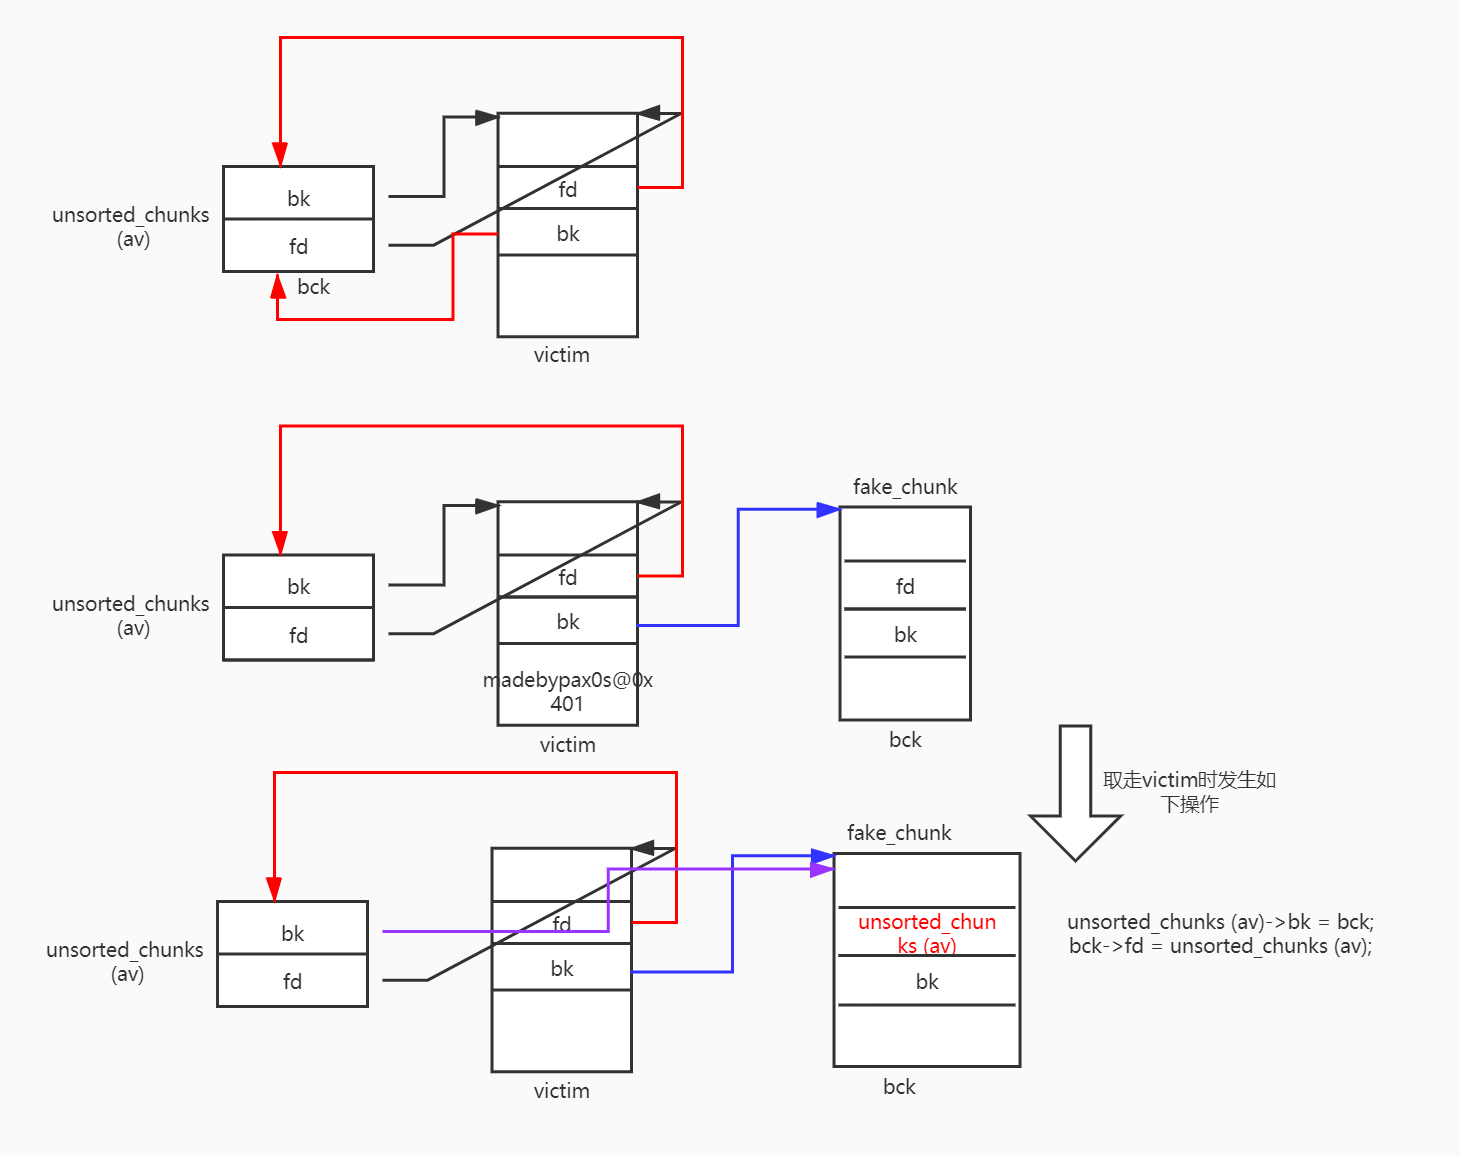 bk
unsorted_chunks
(av)
fd
bck
fd
bk
victim
fake_chunk
bk
unsorted_chunks
(av)
fd
fd
bk
madebypax0s@0x
401
victim
fd
bk
bck
取走victim时发生如
下操作
fake_chunk
bk
unsorted_chunks
(av)
fd
fd
bk
victim
unsorted_chun
ks (av)
bk
bck
unsorted_chunks (av)->bk = bck;
bck->fd = unsorted_chunks (av);